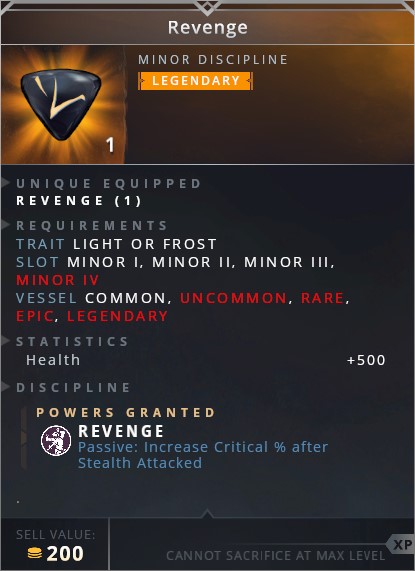 Revenge
MINOR DISCIPLINE
LEGENDARY
1
UNIQUE EQUIPPED
REVENGE (1)
REQUIREMENTS
TRAIT LIGHT OR FROST
SLOT MINOR I, MINOR II, MINOR III,
MINOR IV
VESSEL COMMON, UNCOMMON, RARE,
EPIC, LEGENDARY
STATISTICS
Health +500
DISCIPLINE
POWERS GRANTED
REVENGE
Passive: Increase Critical % after
Stealth Attacked
.
SELL VALUE:
200
CANNOT SACRIFICE AT MAX LEVEL
XP